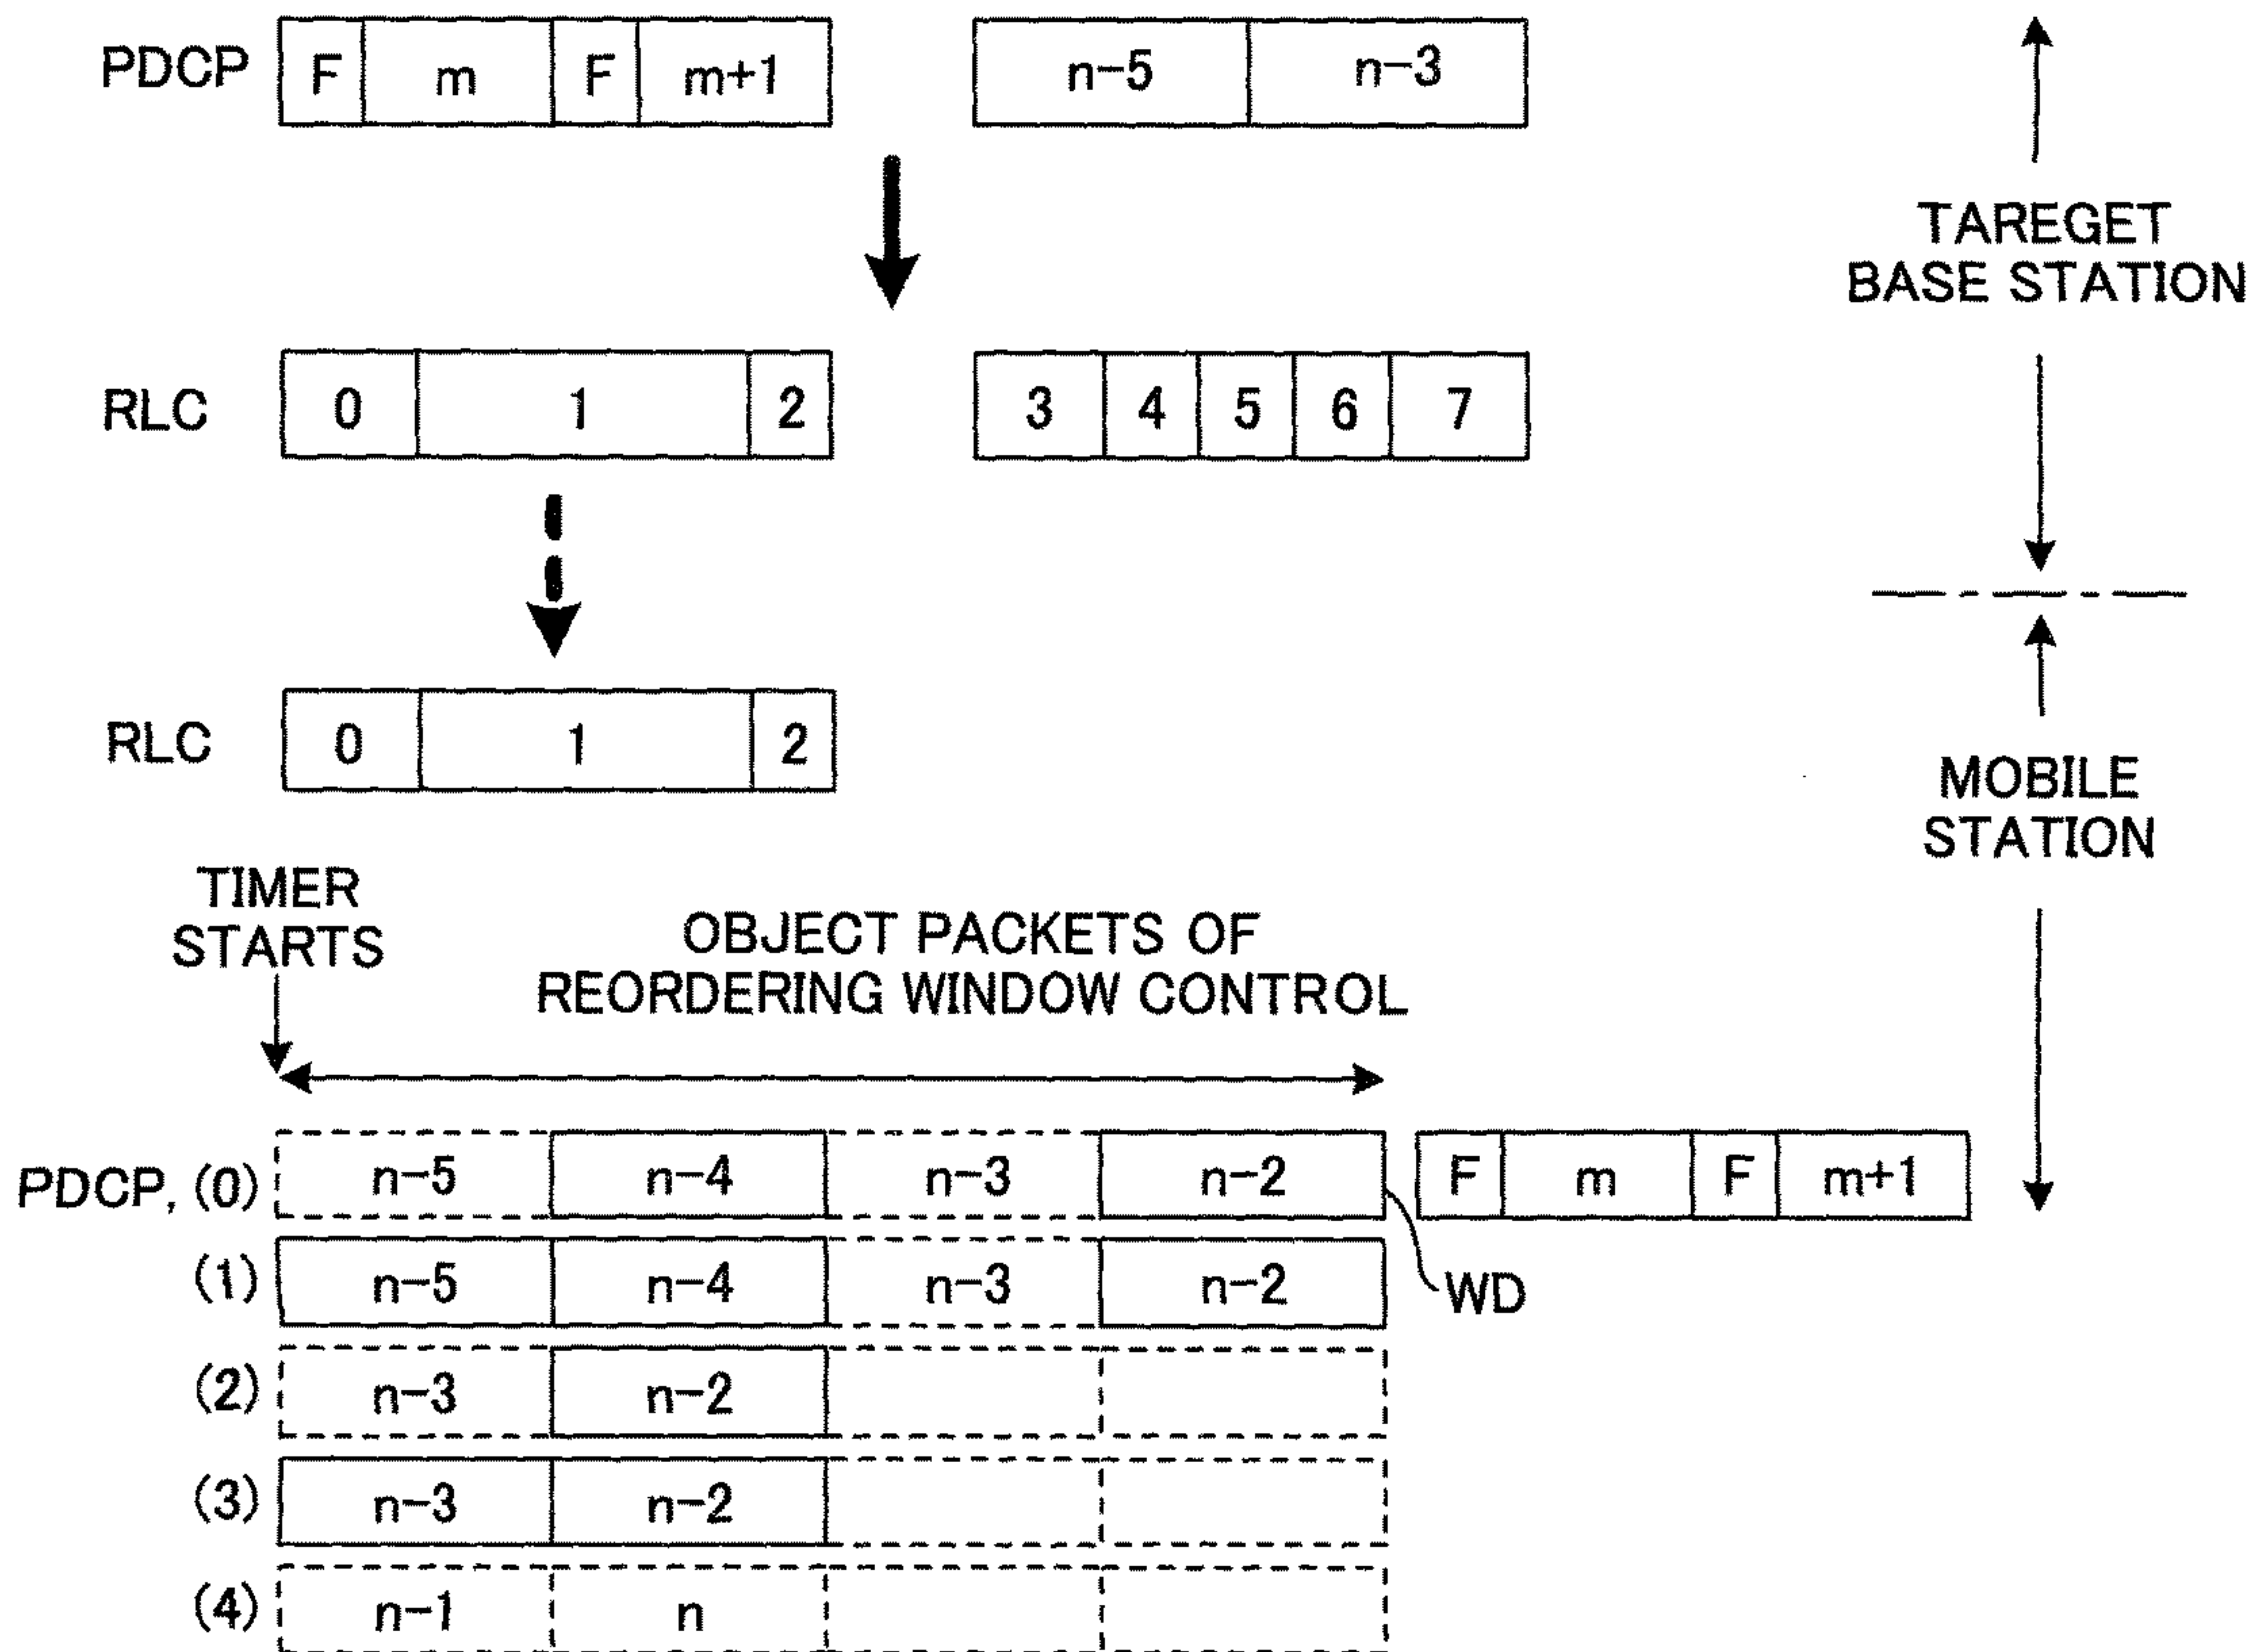 PDCP F m F m+1 n-5 n-3
TAREGET
BASE STATION
RLC 0 1 2 3 4 5 6 7
RLC 0 1 2
MOBILE
STATION
TIMER
STARTS
OBJECT PACKETS OF
REORDERING WINDOW CONTROL
PDCP, (0) n-5 n-4 n-3 n-2 F m F m+1
(1) n-5 n-4 n-3 n-2 WD
(2) n-3 n-2
(3) n-3 n-2
(4) n-1 n